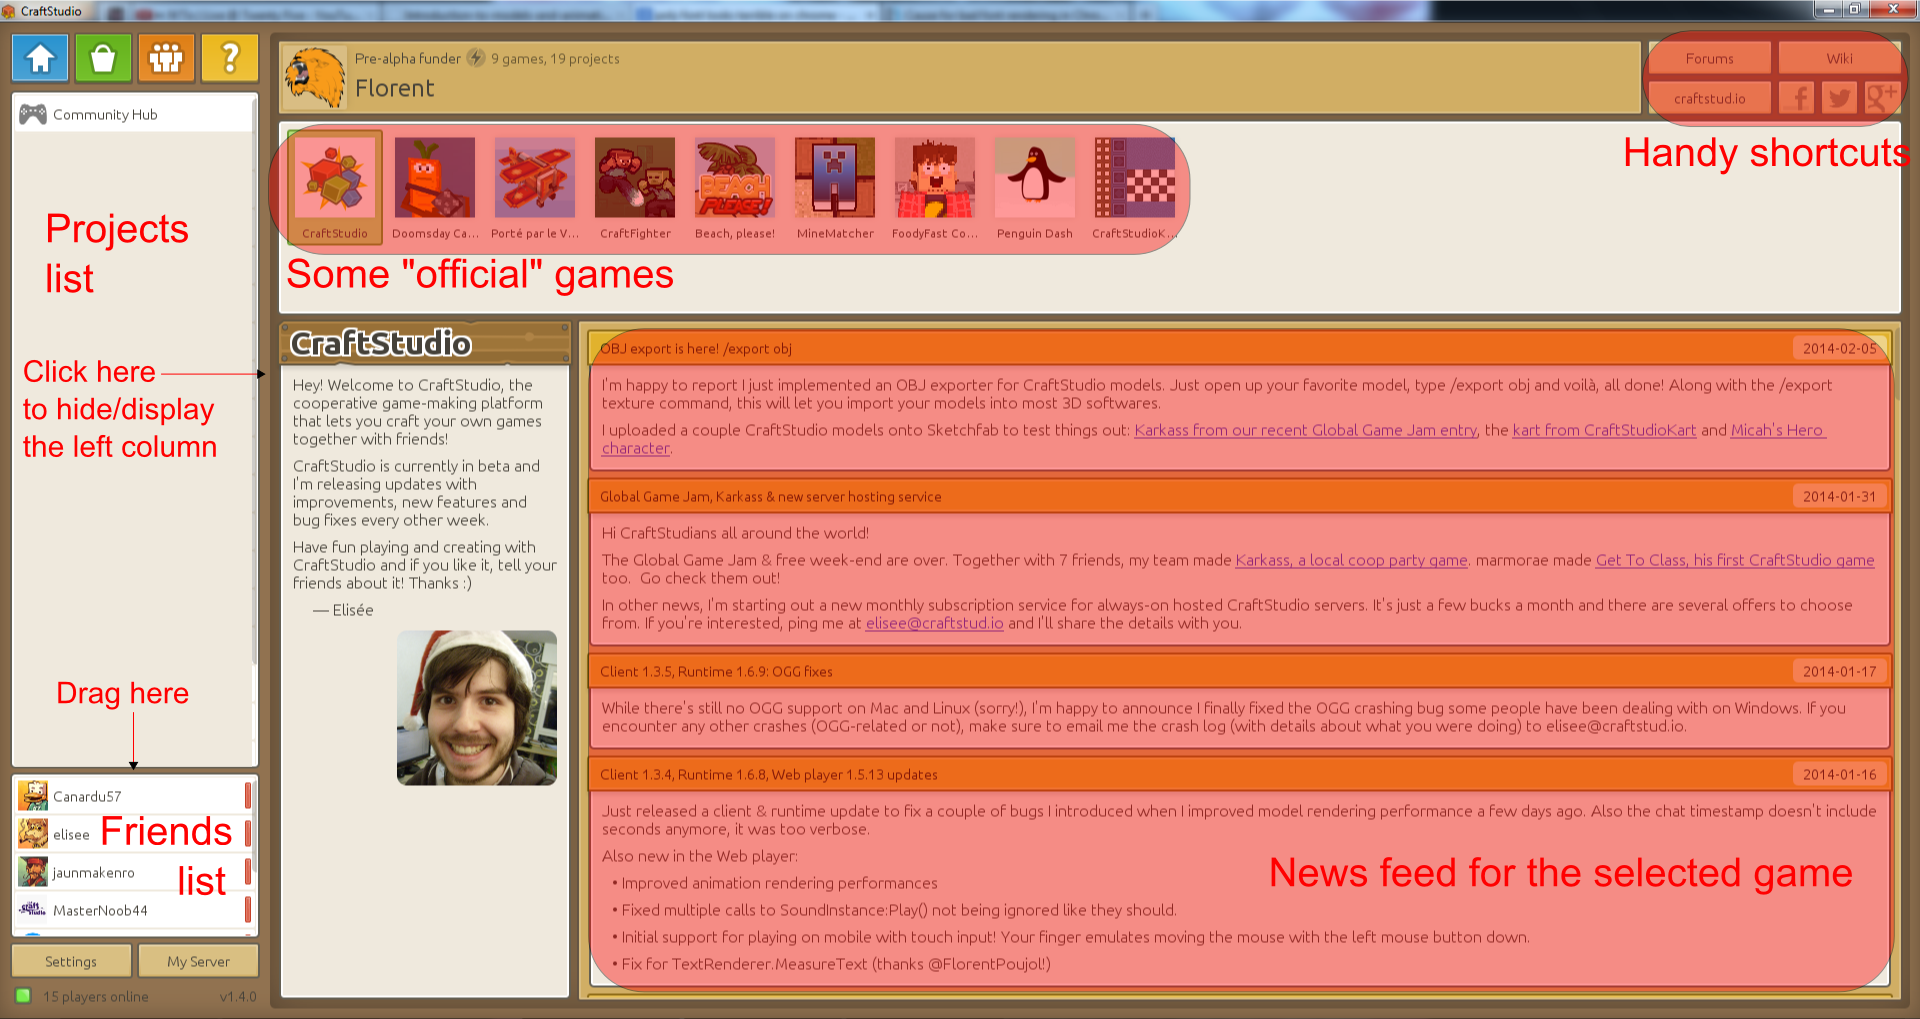 CraftStudio
?
Community Hub
Projects
list
Click here
to hide/display
the left column
Drag here
Canardu57
elisee
Friends
list
jaunmakenro
MasterNoob44
Settings
My Server
15 players online
v1.4.0
Pre-alpha funder 9 games, 19 projects
Florent
Forums
Wiki
craftstud.io
f
g+
Handy shortcuts
CraftStudio
Doomsday Ca...
Porté par le V...
CraftFighter
BEACH
PLEASE!
Beach, please!
MineMatcher
FoodyFast Co...
Penguin Dash
CraftStudioK...
Some "official" games
CraftStudio
Hey! Welcome to CraftStudio, the
cooperative game-making platform
that lets you craft your own games
together with friends!
CraftStudio is currently in beta and
I'm releasing updates with
improvements, new features and
bug fixes every other week.
Have fun playing and creating with
CraftStudio and if you like it, tell your
friends about it! Thanks :)
— Elisée
OBJ export is here! /export obj
2014-02-05
I'm happy to report I just implemented an OBJ exporter for CraftStudio models. Just open up your favorite model, type /export obj and voilà, all done! Along with the /export
texture command, this will let you import your models into most 3D softwares.
I uploaded a couple CraftStudio models onto Sketchfab to test things out: Karkass from our recent Global Game Jam entry, the kart from CraftStudioKart and Micah's Hero
character.
Global Game Jam, Karkass & new server hosting service
2014-01-31
Hi CraftStudians all around the world!
The Global Game Jam & free week-end are over. Together with 7 friends, my team made Karkass, a local coop party game. marmorae made Get To Class, his first CraftStudio game
too. Go check them out!
In other news, I'm starting out a new monthly subscription service for always-on hosted CraftStudio servers. It's just a few bucks a month and there are several offers to choose
from. If you're interested, ping me at elisee@craftstud.io and I'll share the details with you.
Client 1.3.5, Runtime 1.6.9: OGG fixes
2014-01-17
While there's still no OGG support on Mac and Linux (sorry!), I'm happy to announce I finally fixed the OGG crashing bug some people have been dealing with on Windows. If you
encounter any other crashes (OGG-related or not), make sure to email me the crash log (with details about what you were doing) to elisee@craftstud.io.
Client 1.3.4, Runtime 1.6.8, Web player 1.5.13 updates
2014-01-16
Just released a client & runtime update to fix a couple of bugs I introduced when I improved model rendering performance a few days ago. Also the chat timestamp doesn't include
seconds anymore, it was too verbose.
Also new in the Web player:
• Improved animation rendering performances
• Fixed multiple calls to SoundInstance:Play() not being ignored like they should.
• Initial support for playing on mobile with touch input! Your finger emulates moving the mouse with the left mouse button down.
• Fix for TextRenderer.MeasureText (thanks @FlorentPoujol!)
News feed for the selected game